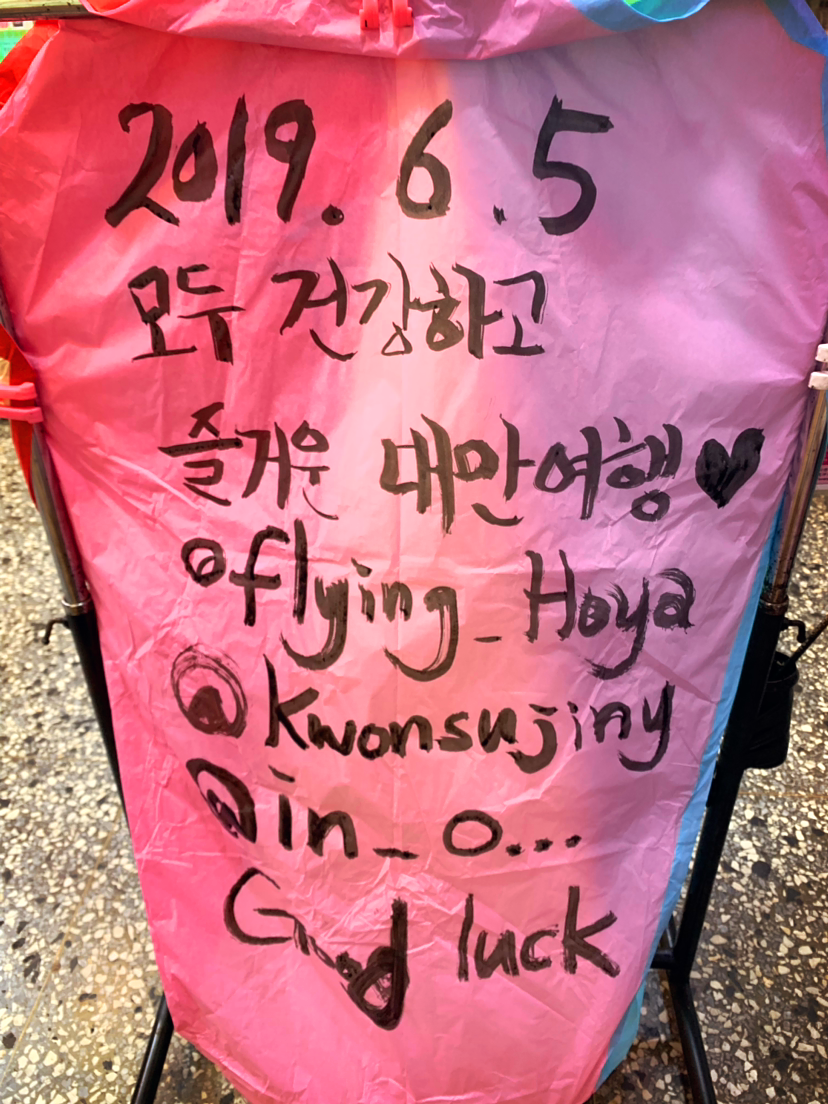 2019. 6. 5
모두 건강하고
즐거운 대만여행♥
@flying_Hoya
@kwonsujiny
@in_o...
Good luck